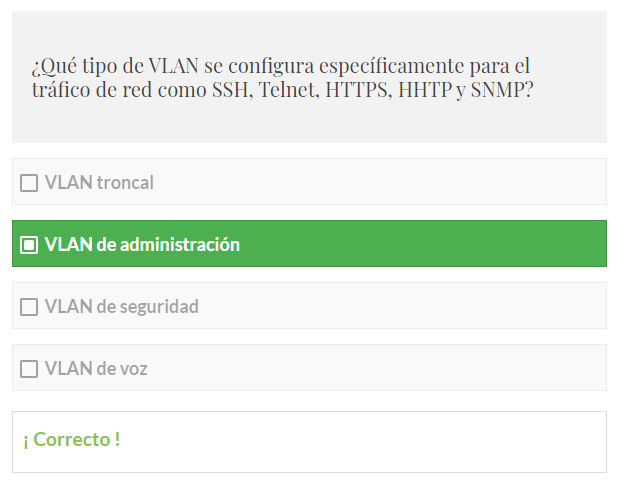 ¿Qué tipo de VLAN se configura específicamente para el
tráfico de red como SSH, Telnet, HTTPS, HHTP y SNMP?
VLAN troncal
VLAN de administración
VLAN de seguridad
VLAN de voz
¡ Correcto !